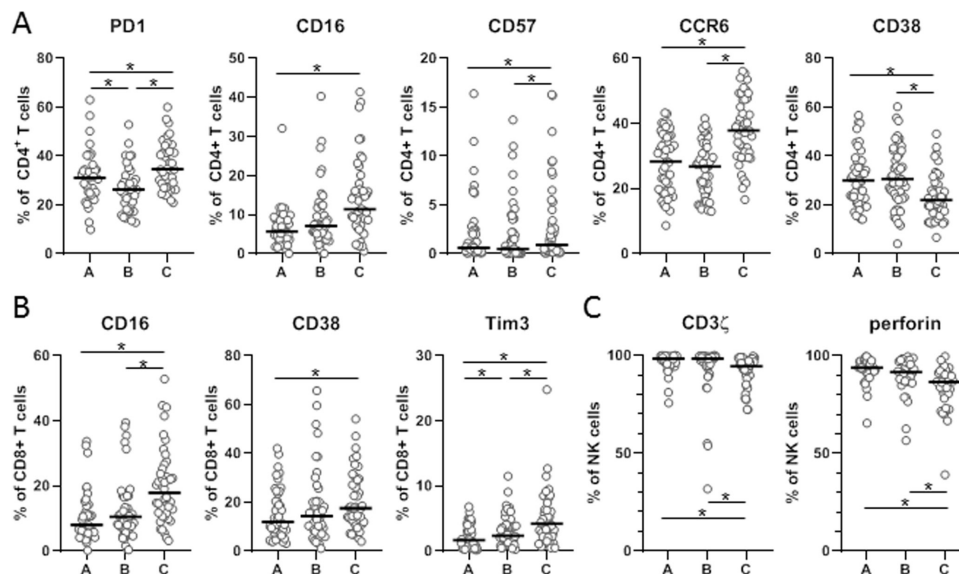 A
PD1
CD16
CD57
CCR6
CD38
% of CD4+ T cells
80
60
40
20
0
* * *
A B C
% of CD4+ T cells
50
40
30
20
10
0
*
A B C
% of CD4+ T cells
20
15
10
5
0
* *
A B C
% of CD4+ T cells
60
40
20
0
* *
A B C
% of CD4+ T cells
80
60
40
20
0
* *
A B C
B
CD16
CD38
Tim3
% of CD8+ T cells
60
40
20
0
* *
A B C
% of CD8+ T cells
80
60
40
20
0
*
A B C
% of CD8+ T cells
30
20
10
0
* * *
A B C
C
CD3ζ
perforin
% of NK cells
100
50
0
* *
A B C
% of NK cells
100
50
0
* *
A B C